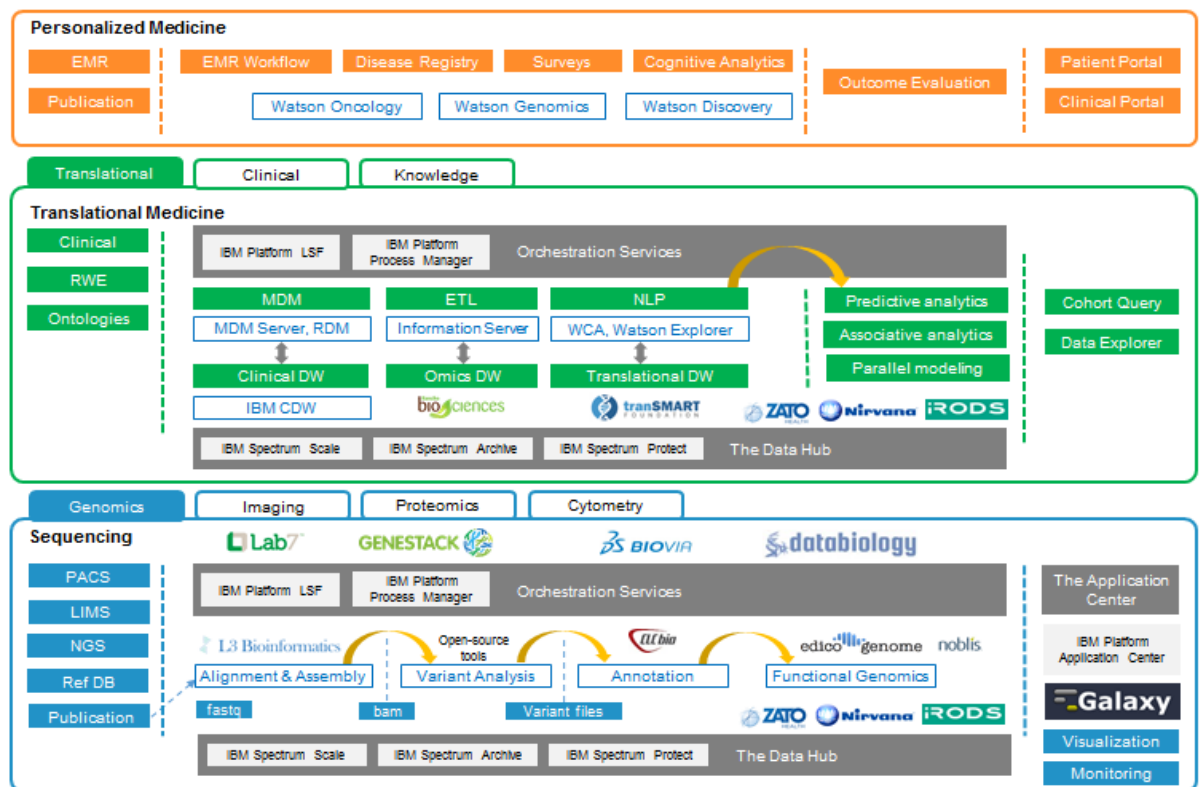 Personalized Medicine
EMR
EMR Workflow
Disease Registry
Surveys
Cognitive Analytics
Outcome Evaluation
Patient Portal
Publication
Watson Oncology
Watson Genomics
Watson Discovery
Clinical Portal
Translational
Clinical
Knowledge
Translational Medicine
Clinical
RWE
Ontologies
IBM Platform LSF
IBM Platform
Process Manager
Orchestration Services
MDM
ETL
NLP
MDM Server, RDM
Information Server
WCA, Watson Explorer
Predictive analytics
Associative analytics
Parallel modeling
Cohort Query
Data Explorer
Clinical DW
Omics DW
Translational DW
IBM CDW
biosciences
tranSMART
FOUNDATION
ZATO
HEALTH
Nirvana
iRODS
IBM Spectrum Scale
IBM Spectrum Archive
IBM Spectrum Protect
The Data Hub
Genomics
Imaging
Proteomics
Cytometry
Sequencing
Lab7
GENESTACK
3DS BIOVIA
databiology
PACS
LIMS
NGS
Ref DB
Publication
IBM Platform LSF
IBM Platform
Process Manager
Orchestration Services
The Application
Center
IBM Platform
Application Center
Galaxy
Visualization
Monitoring
L3 Bioinformatics
Open-source
tools
CLC bio
edico genome
noblis
Alignment & Assembly
Variant Analysis
Annotation
Functional Genomics
fastq
bam
Variant files
ZATO
HEALTH
Nirvana
iRODS
IBM Spectrum Scale
IBM Spectrum Archive
IBM Spectrum Protect
The Data Hub